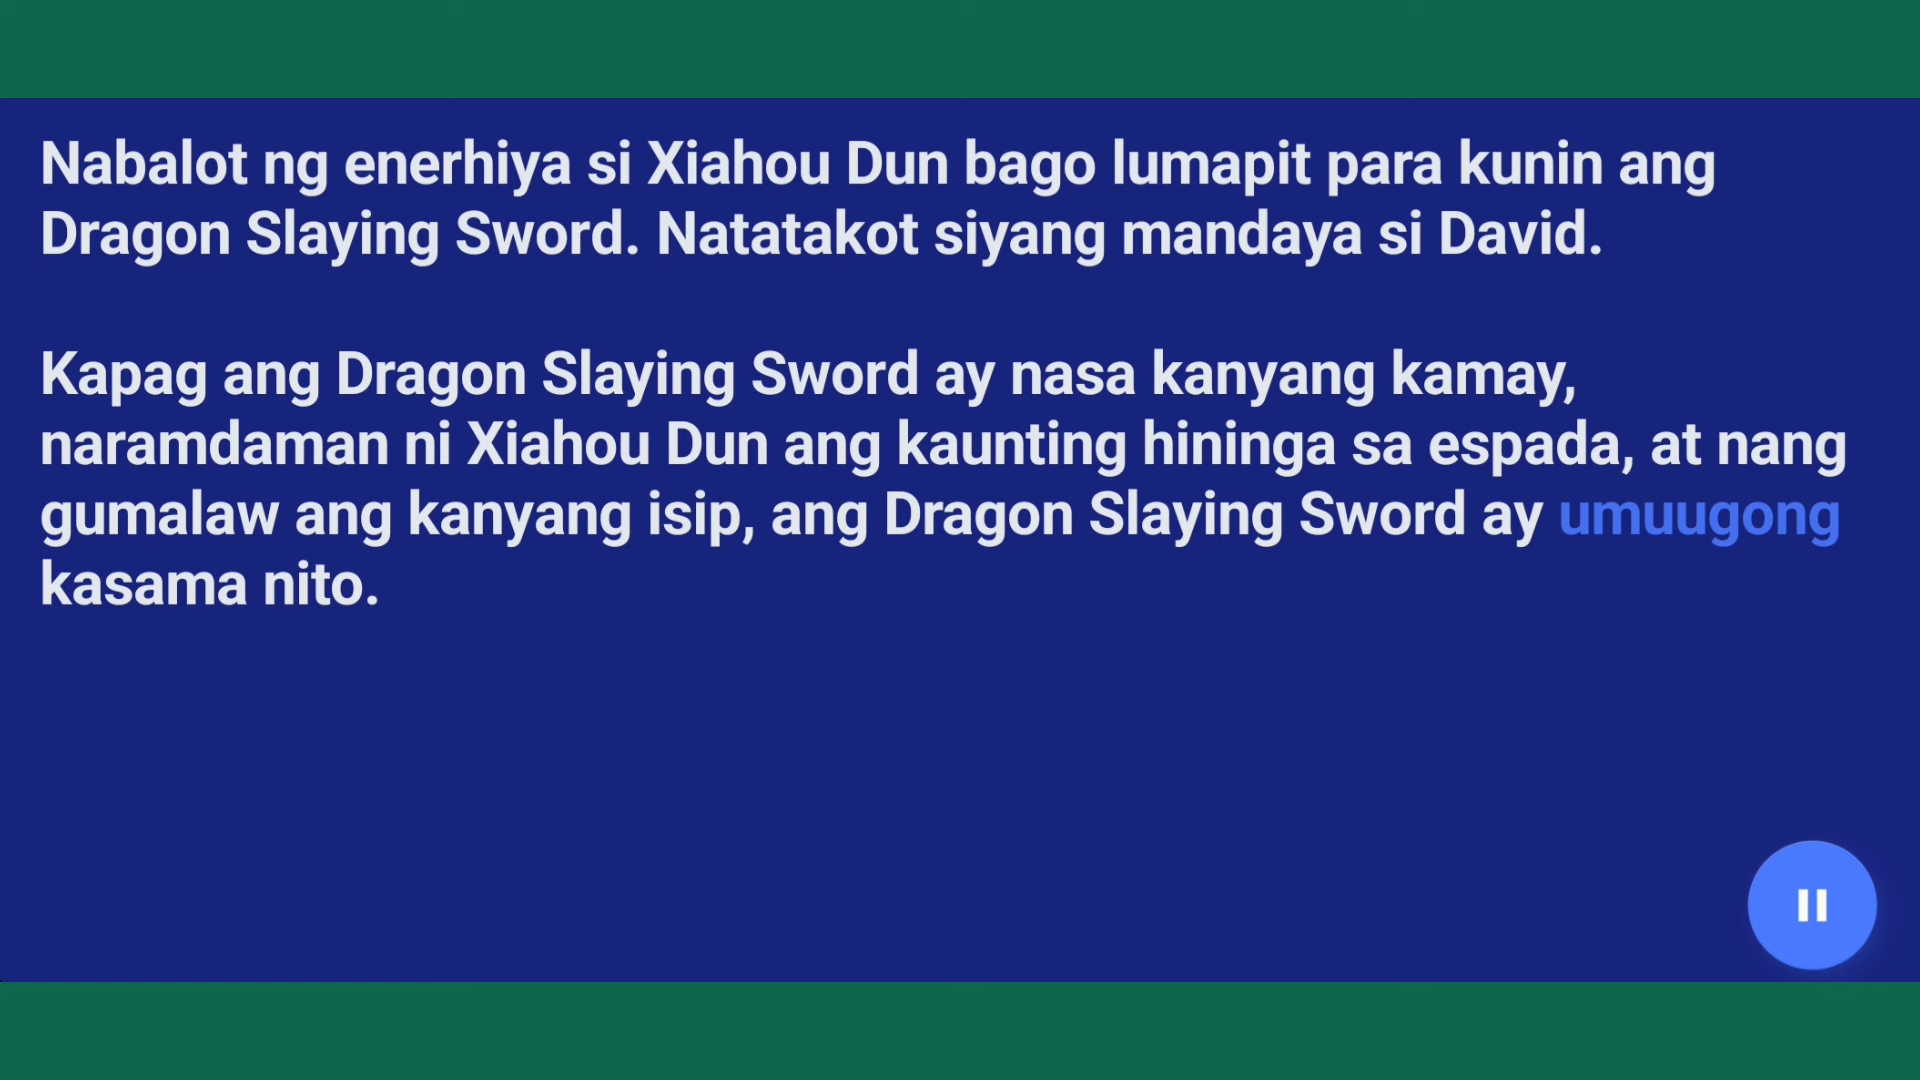 Nabalot ng enerhiya si Xiahou Dun bago lumapit para kunin ang
Dragon Slaying Sword. Natatakot siyang mandaya si David.
Kapag ang Dragon Slaying Sword ay nasa kanyang kamay,
naramdaman ni Xiahou Dun ang kaunting hininga sa espada, at nang
gumalaw ang kanyang isip, ang Dragon Slaying Sword ay umuugong
kasama nito.